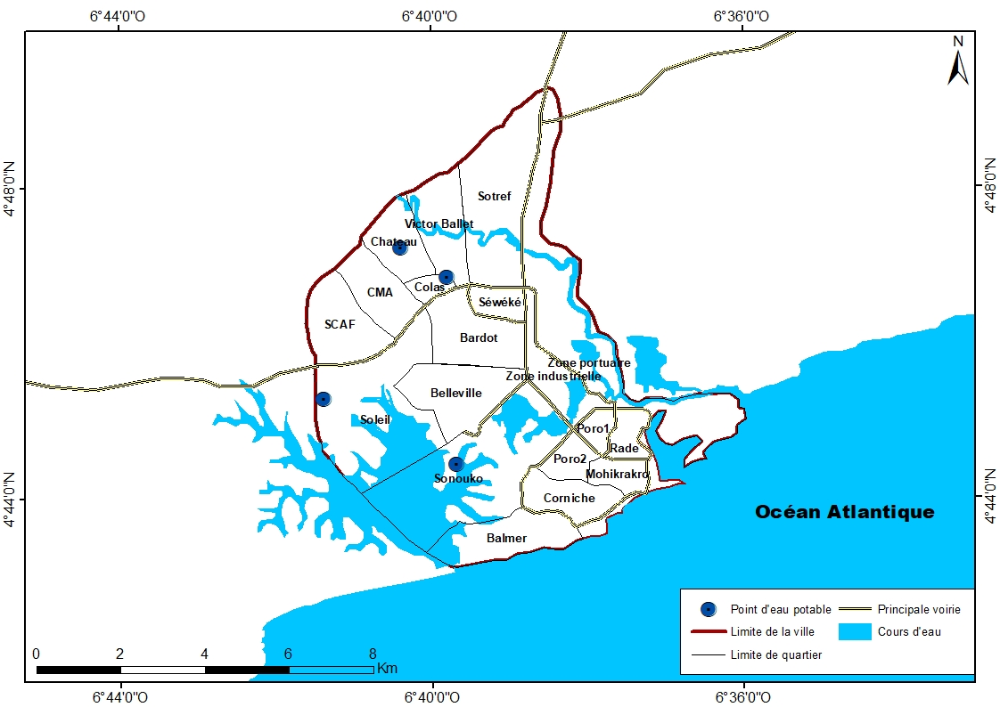 6°44'0"O
6°40'0"O
6°36'0"O
N
4°48'0"N
4°48'0"N
Sotref
Victor Ballet
Chateau
Colas
CMA
Séwéké
SCAF
Bardot
Zone portuaire
Zone industrielle
Belleville
Soleil
Poro1
Rade
Poro2
Mohikrakro
Sonouko
Corniche
4°44'0"N
4°44'0"N
Océan Atlantique
Balmer
Point d'eau potable
Principale voirie
Limite de la ville
Cours d'eau
Limite de quartier
0 2 4 6 8
Km
6°44'0"O
6°40'0"O
6°36'0"O